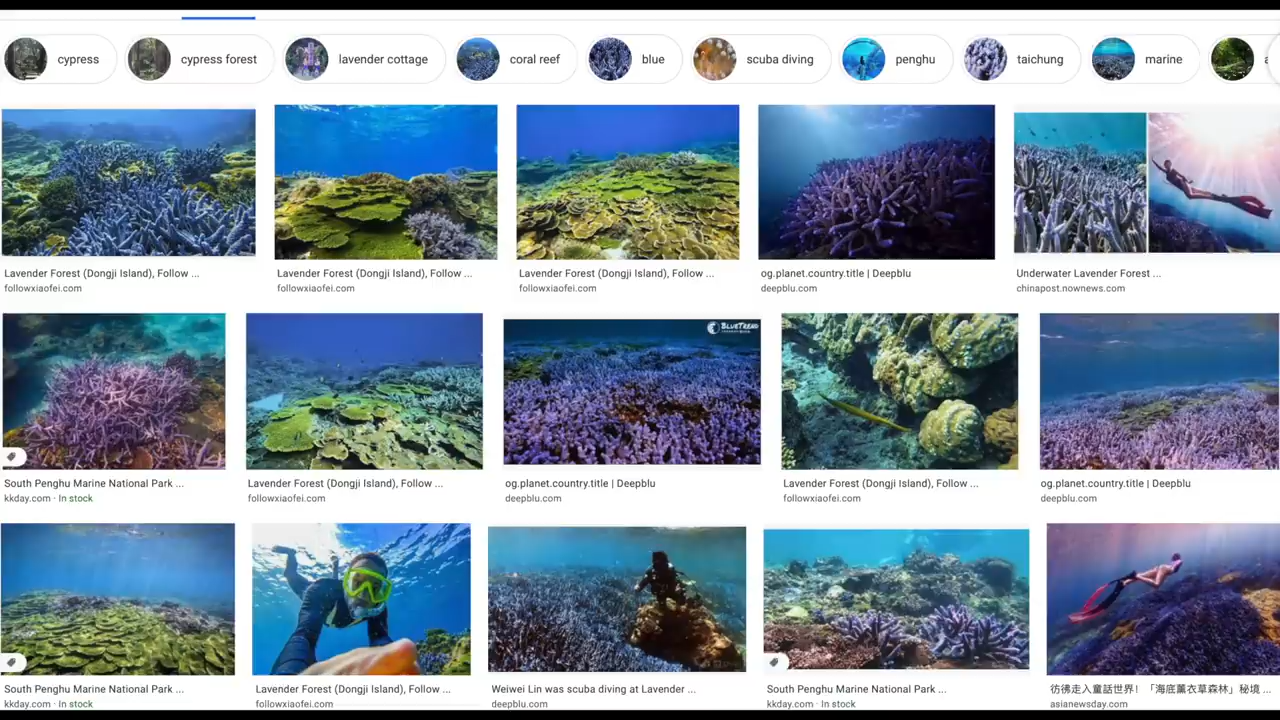 cypress
cypress forest
lavender cottage
coral reef
blue
scuba diving
penghu
taichung
marine
Lavender Forest (Dongji Island), Follow ...
followxiaofei.com
Lavender Forest (Dongji Island), Follow ...
followxiaofei.com
Lavender Forest (Dongji Island), Follow ...
followxiaofei.com
og.planet.country.title | Deepblu
deepblu.com
Underwater Lavender Forest ...
chinapost.nownews.com
BlueTrend
South Penghu Marine National Park ...
kkday.com · In stock
Lavender Forest (Dongji Island), Follow ...
followxiaofei.com
og.planet.country.title | Deepblu
deepblu.com
Lavender Forest (Dongji Island), Follow ...
followxiaofei.com
og.planet.country.title | Deepblu
deepblu.com
South Penghu Marine National Park ...
kkday.com · In stock
Lavender Forest (Dongji Island), Follow ...
followxiaofei.com
Weiwei Lin was scuba diving at Lavender ...
deepblu.com
South Penghu Marine National Park ...
kkday.com · In stock
彷彿走入童話世界！「海底薰衣草森林」秘境 ...
asianewsday.com